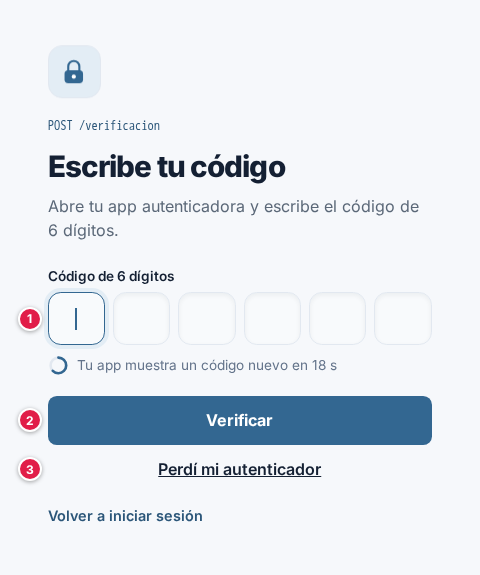 POST /verificacion
Escribe tu código
Abre tu app autenticadora y escribe el código de
6 dígitos.
Código de 6 dígitos
1
Tu app muestra un código nuevo en 18 s
2 Verificar
3 Perdí mi autenticador
Volver a iniciar sesión